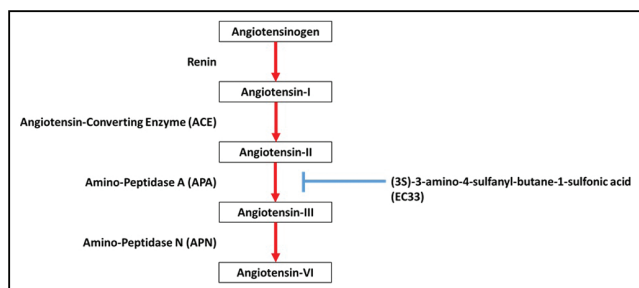 Angiotensinogen
Renin
Angiotensin-I
Angiotensin-Converting Enzyme (ACE)
Angiotensin-II
Amino-Peptidase A (APA)
(3S)-3-amino-4-sulfanyl-butane-1-sulfonic acid
(EC33)
Angiotensin-III
Amino-Peptidase N (APN)
Angiotensin-VI